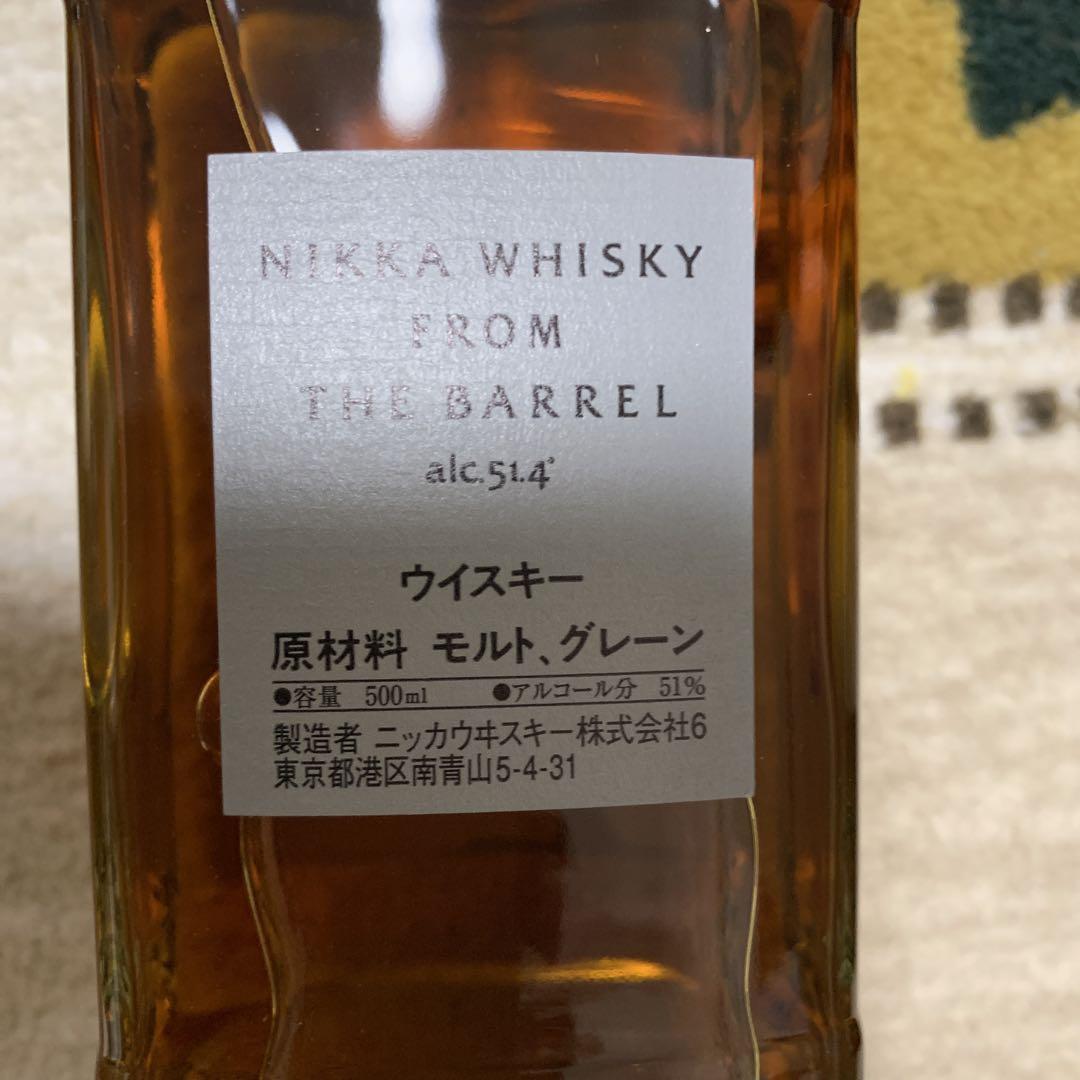 NIKKA WHISKY
FROM
THE BARREL
alc.51.4°
ウイスキー
原材料 モルト、グレーン
●容量 500ml ●アルコール分 51%
製造者 ニッカウヰスキー株式会社6
東京都港区南青山5-4-31